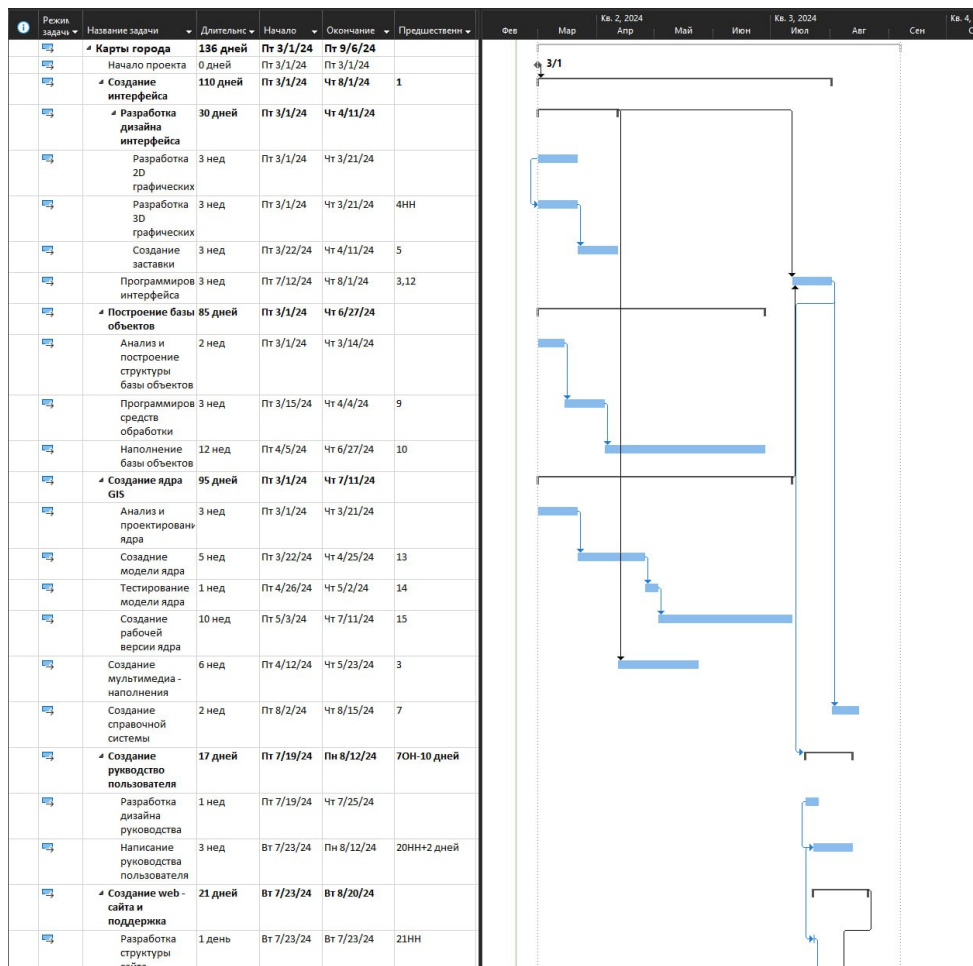 Режим задачи Название задачи Длительнс Начало Окончание Предшественн
Кв. 2, 2024 Кв. 3, 2024 Кв. 4,
Фев Мар Апр Май Июн Июл Авг Сен
Карты города 136 дней Пт 3/1/24 Пт 9/6/24
Начало проекта 0 дней Пт 3/1/24 Пт 3/1/24
3/1
Создание 110 дней Пт 3/1/24 Чт 8/1/24 1
интерфейса
Разработка 30 дней Пт 3/1/24 Чт 4/11/24
дизайна
интерфейса
Разработка 3 нед Пт 3/1/24 Чт 3/21/24
2D
графических
Разработка 3 нед Пт 3/1/24 Чт 3/21/24 4НН
3D
графических
Создание 3 нед Пт 3/22/24 Чт 4/11/24 5
заставки
Программиров 3 нед Пт 7/12/24 Чт 8/1/24 3,12
интерфейса
Построение базы 85 дней Пт 3/1/24 Чт 6/27/24
объектов
Анализ и 2 нед Пт 3/1/24 Чт 3/14/24
построение
структуры
базы объектов
Программиров 3 нед Пт 3/15/24 Чт 4/4/24 9
средств
обработки
Наполнение 12 нед Пт 4/5/24 Чт 6/27/24 10
базы объектов
Создание ядра 95 дней Пт 3/1/24 Чт 7/11/24
GIS
Анализ и 3 нед Пт 3/1/24 Чт 3/21/24
проектировани
ядра
Созадние 5 нед Пт 3/22/24 Чт 4/25/24 13
модели ядра
Тестирование 1 нед Пт 4/26/24 Чт 5/2/24 14
модели ядра
Создание 10 нед Пт 5/3/24 Чт 7/11/24 15
рабочей
версии ядра
Создание 6 нед Пт 4/12/24 Чт 5/23/24 3
мультимедиа -
наполнения
Создание 2 нед Пт 8/2/24 Чт 8/15/24 7
справочной
системы
Создание 17 дней Пт 7/19/24 Пн 8/12/24 7ОН-10 дней
рукводство
пользователя
Разработка 1 нед Пт 7/19/24 Чт 7/25/24
дизайна
руководства
Написание 3 нед Вт 7/23/24 Пн 8/12/24 20НН+2 дней
руководства
пользователя
Создание web - 21 дней Вт 7/23/24 Вт 8/20/24
сайта и
поддержка
Разработка 1 день Вт 7/23/24 Вт 7/23/24 21НН
структуры